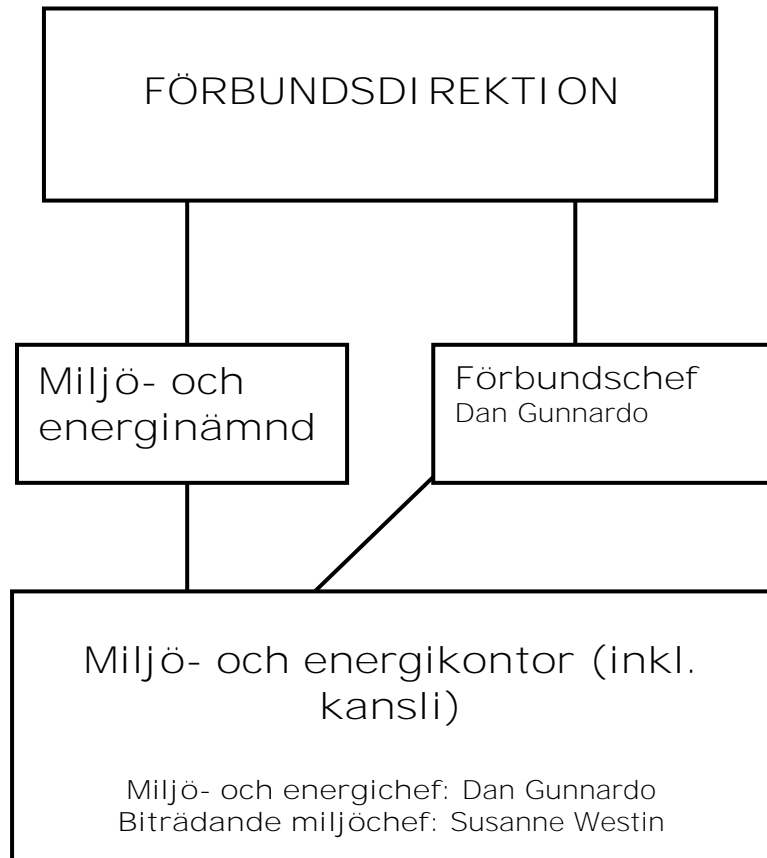 FÖRBUNDSDIREKTION
Miljö- och
energinämnd
Förbundschef
Dan Gunnardo
Miljö- och energikontor (inkl.
kansli)
Miljö- och energichef: Dan Gunnardo
Biträdande miljöchef: Susanne Westin